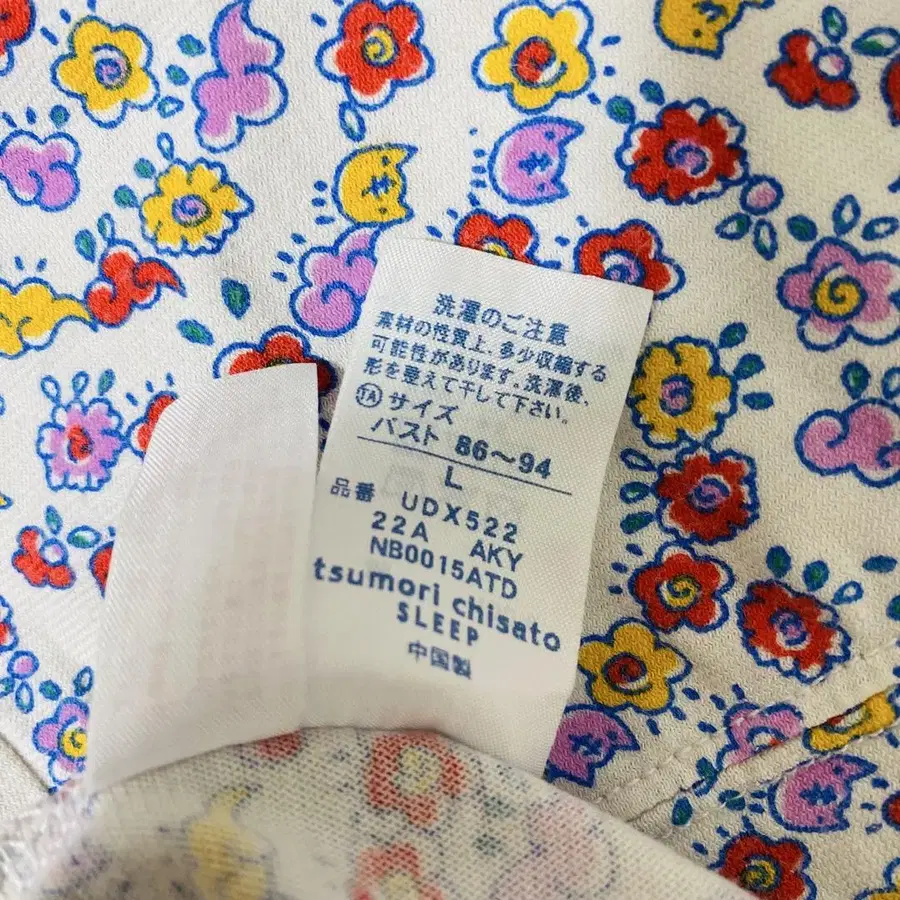 洗濯のご注意
素材の性質上、多少収縮する
可能性があります。洗濯後、
形を整えて干して下さい。
TA サイズ
バスト 86~94
L
品番 UDX522
22A AKY
NB0015ATD
tsumori chisato
SLEEP
中国製